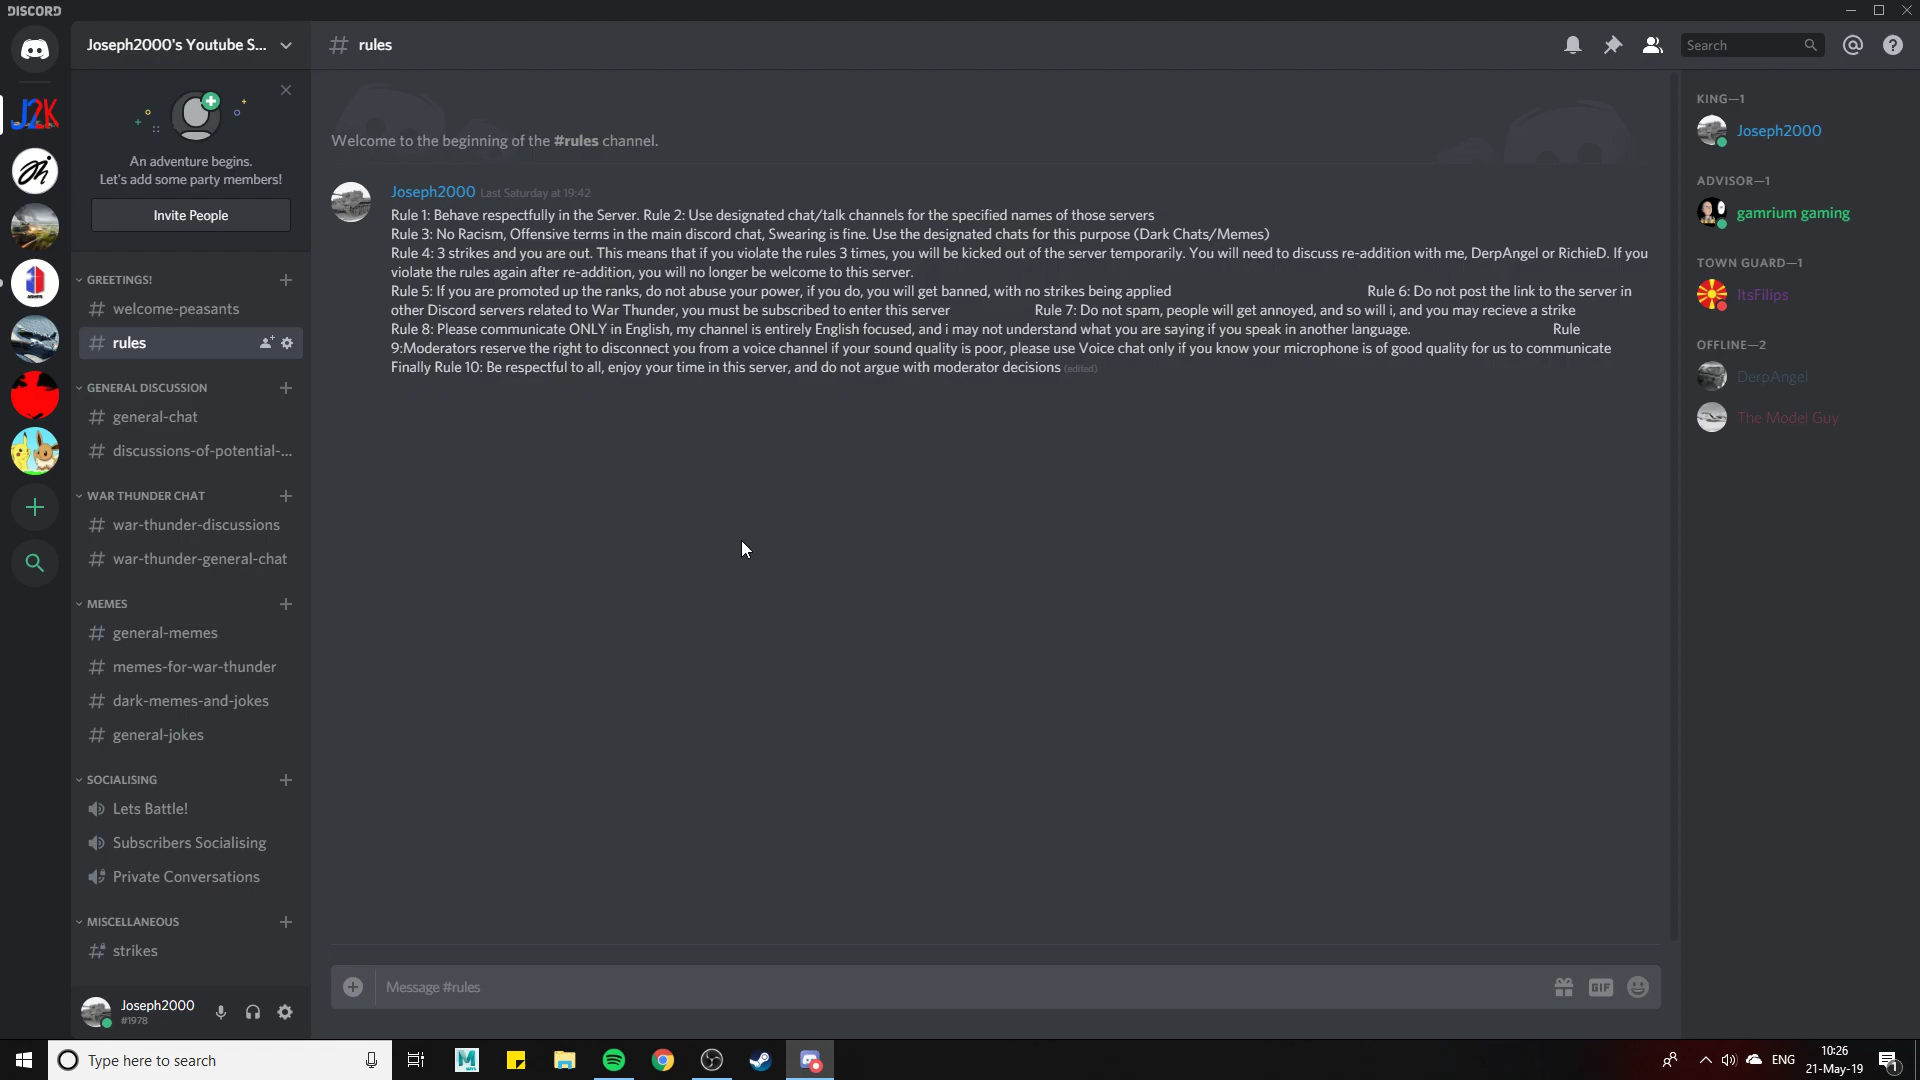 DISCORD
Joseph2000's Youtube S...
An adventure begins.
Let's add some party members!
Invite People
GREETINGS!
welcome-peasants
rules
GENERAL DISCUSSION
general-chat
discussions-of-potential-...
WAR THUNDER CHAT
war-thunder-discussions
war-thunder-general-chat
MEMES
general-memes
memes-for-war-thunder
dark-memes-and-jokes
general-jokes
SOCIALISING
Lets Battle!
Subscribers Socialising
Private Conversations
MISCELLANEOUS
strikes
Joseph2000
#1978
# rules
Search
Welcome to the beginning of the #rules channel.
Joseph2000 Last Saturday at 19:42
Rule 1: Behave respectfully in the Server. Rule 2: Use designated chat/talk channels for the specified names of those servers
Rule 3: No Racism, Offensive terms in the main discord chat, Swearing is fine. Use the designated chats for this purpose (Dark Chats/Memes)
Rule 4: 3 strikes and you are out. This means that if you violate the rules 3 times, you will be kicked out of the server temporarily. You will need to discuss re-addition with me, DerpAngel or RichieD. If you
violate the rules again after re-addition, you will no longer be welcome to this server.
Rule 5: If you are promoted up the ranks, do not abuse your power, if you do, you will get banned, with no strikes being applied Rule 6: Do not post the link to the server in
other Discord servers related to War Thunder, you must be subscribed to enter this server Rule 7: Do not spam, people will get annoyed, and so will i, and you may recieve a strike
Rule 8: Please communicate ONLY in English, my channel is entirely English focused, and i may not understand what you are saying if you speak in another language. Rule
9:Moderators reserve the right to disconnect you from a voice channel if your sound quality is poor, please use Voice chat only if you know your microphone is of good quality for us to communicate
Finally Rule 10: Be respectful to all, enjoy your time in this server, and do not argue with moderator decisions (edited)
Message #rules
GIF
KING—1
Joseph2000
ADVISOR—1
gamrium gaming
TOWN GUARD—1
ItsFilips
OFFLINE—2
DerpAngel
The Model Guy
J2K
Type here to search
M
ENG
10:26
21-May-19
1